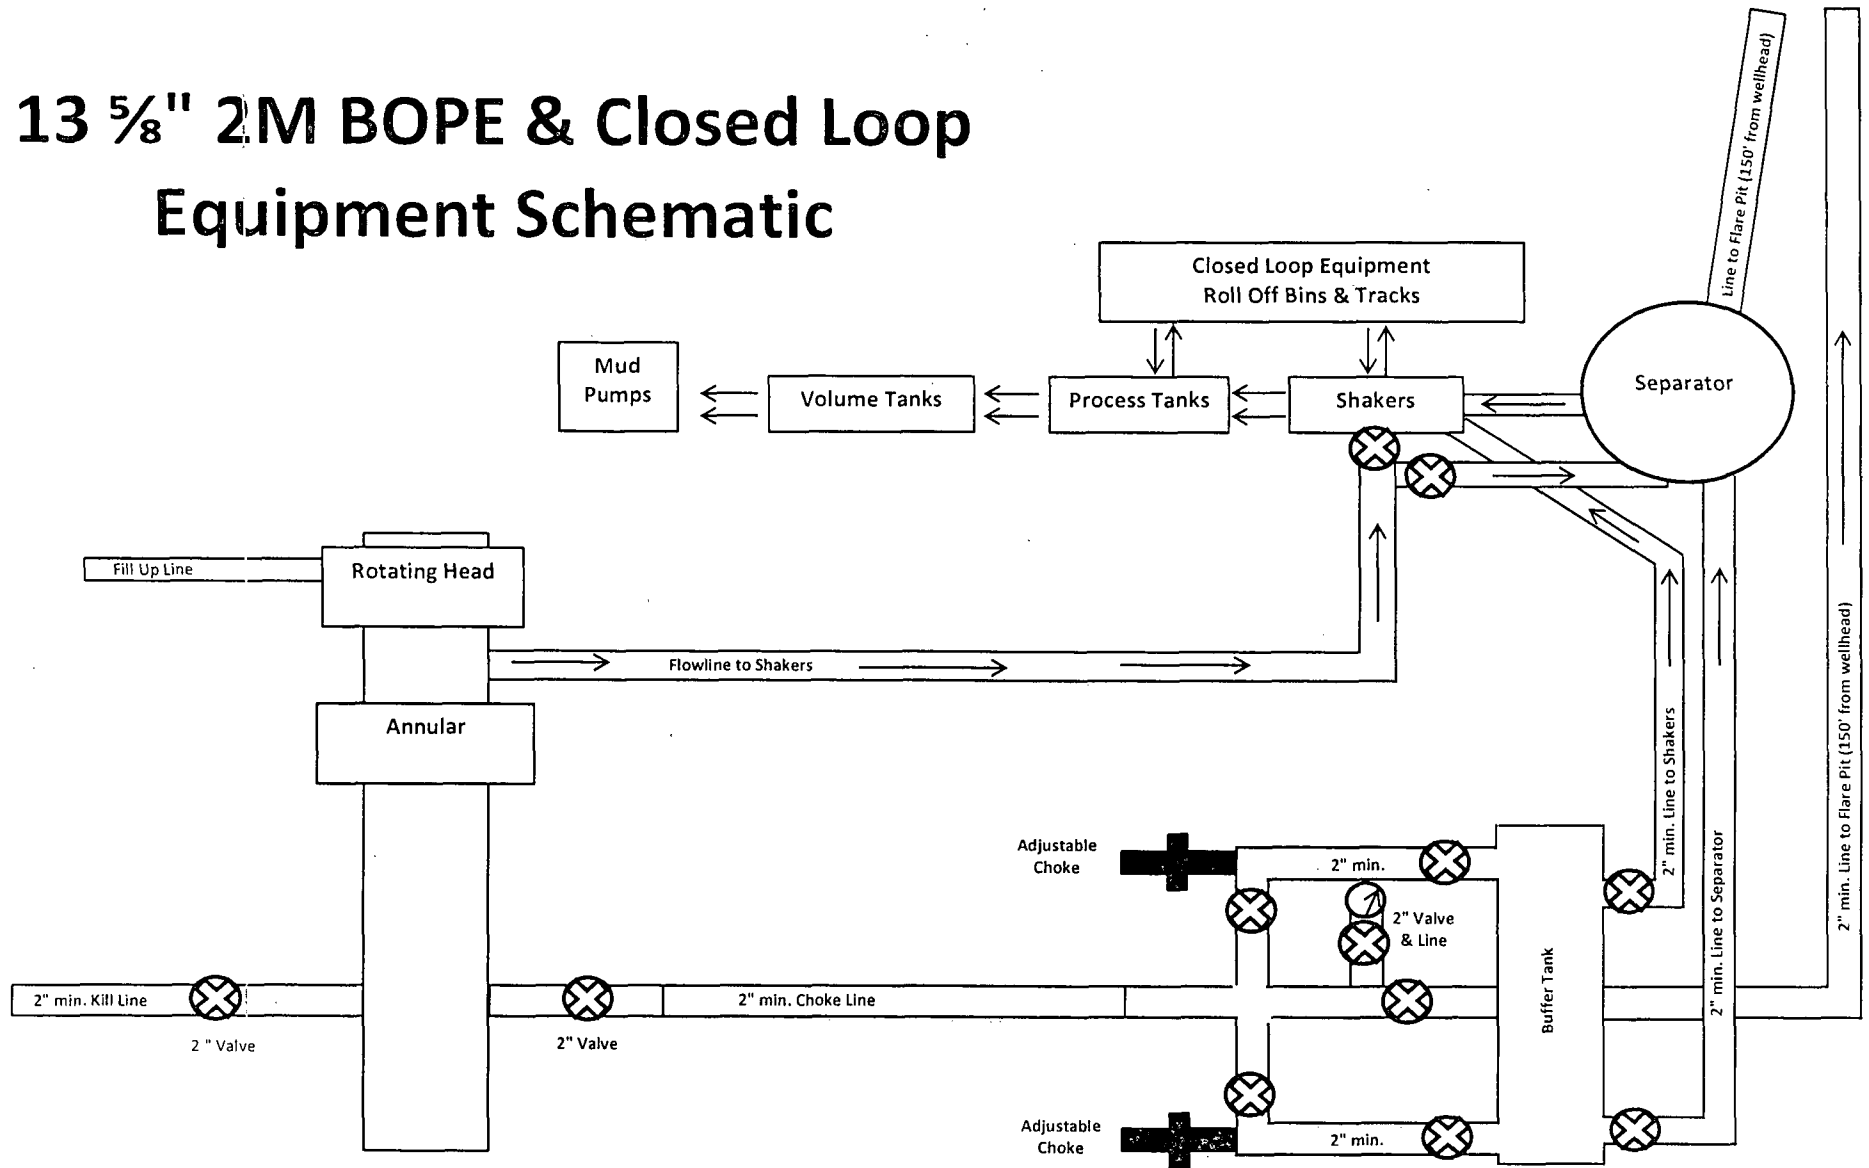 13 ⅝" 2M BOPE & Closed Loop
Equipment Schematic
Closed Loop Equipment
Roll Off Bins & Tracks
Mud
Pumps
Volume Tanks
Process Tanks
Shakers
Separator
Line to Flare Pit (150' from wellhead)
2" min. Line to Flare Pit (150' from wellhead)
Fill Up Line
Rotating Head
Flowline to Shakers
Annular
2" min. Line to Shakers
2" min. Line to Separator
Adjustable
Choke
2" min.
2" Valve
& Line
2" min. Kill Line
2" min. Choke Line
Buffer Tank
2 " Valve
2" Valve
Adjustable
Choke
2" min.